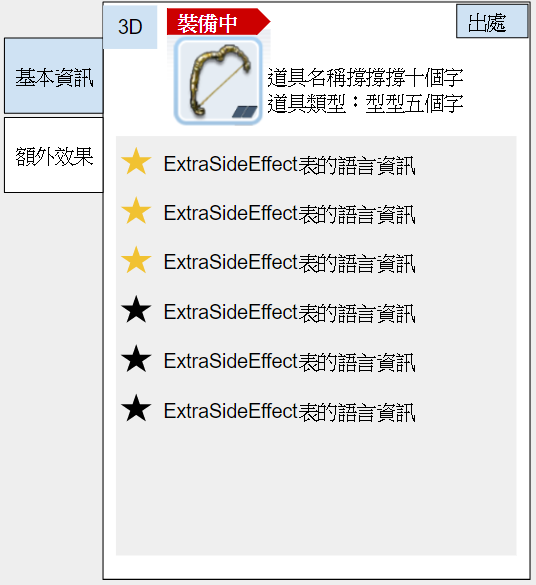 3D
裝備中
出處
基本資訊
道具名稱撐撐撐十個字
道具類型：型型五個字
額外效果
ExtraSideEffect表的語言資訊
ExtraSideEffect表的語言資訊
ExtraSideEffect表的語言資訊
ExtraSideEffect表的語言資訊
ExtraSideEffect表的語言資訊
ExtraSideEffect表的語言資訊